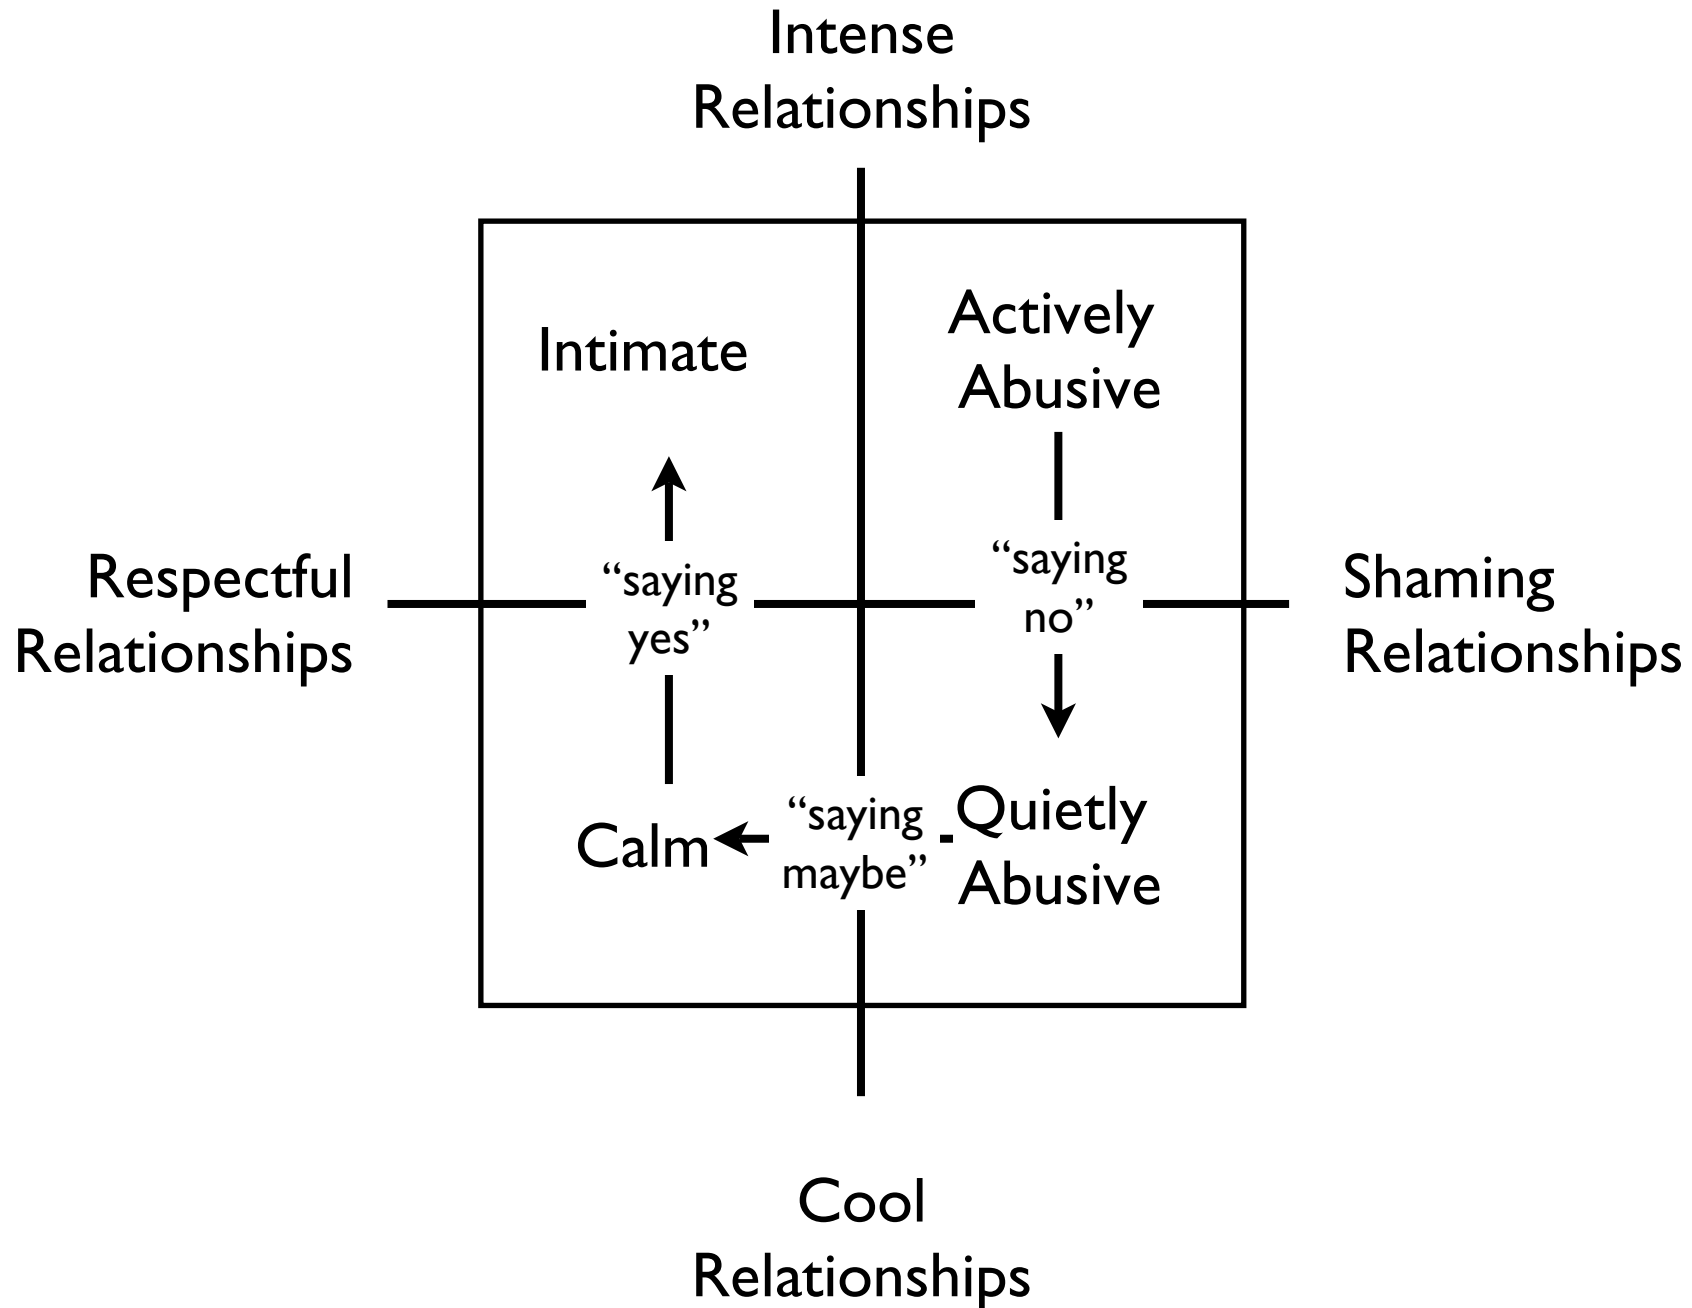 Intense
Relationships
Intimate
Actively
Abusive
Respectful
Relationships
“saying
yes”
“saying
no”
Shaming
Relationships
Calm
“saying
maybe”
Quietly
Abusive
Cool
Relationships